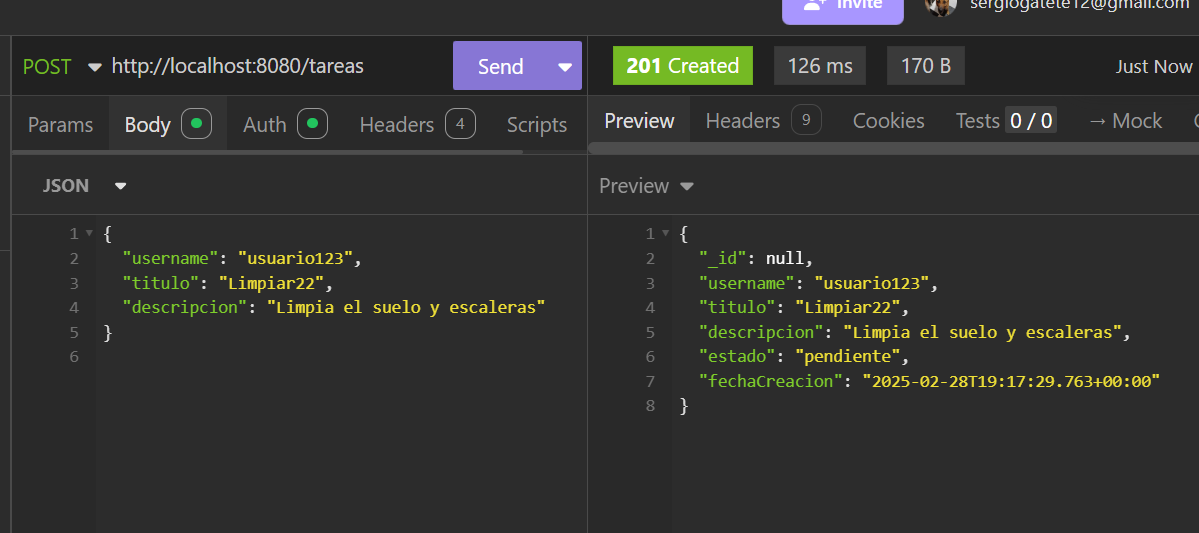 Invite
sergiogatete12@gmail.com
POST http://localhost:8080/tareas Send
201 Created 126 ms 170 B Just Now
Params Body Auth Headers 4 Scripts
Preview Headers 9 Cookies Tests 0 / 0 → Mock
JSON
Preview
1 {
2 "username": "usuario123",
3 "titulo": "Limpiar22",
4 "descripcion": "Limpia el suelo y escaleras"
5 }
6
1 {
2 "_id": null,
3 "username": "usuario123",
4 "titulo": "Limpiar22",
5 "descripcion": "Limpia el suelo y escaleras",
6 "estado": "pendiente",
7 "fechaCreacion": "2025-02-28T19:17:29.763+00:00"
8 }